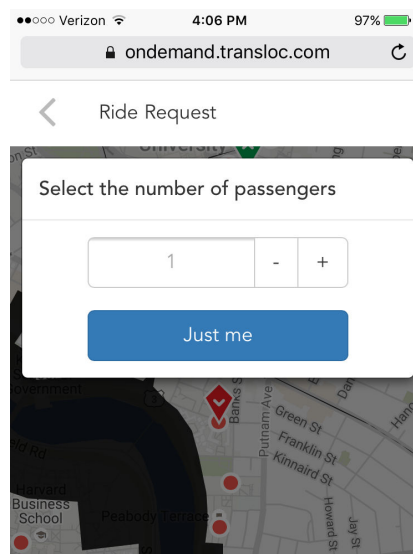 Verizon 4:06 PM 97%
ondemand.transloc.com
Ride Request
University
Select the number of passengers
1 - +
Just me
Banks S
Putnam Ave
Green St
Franklin St
Kinnaird St
Harvard
Business
School
Peabody Terrace
Howard St
Jay St